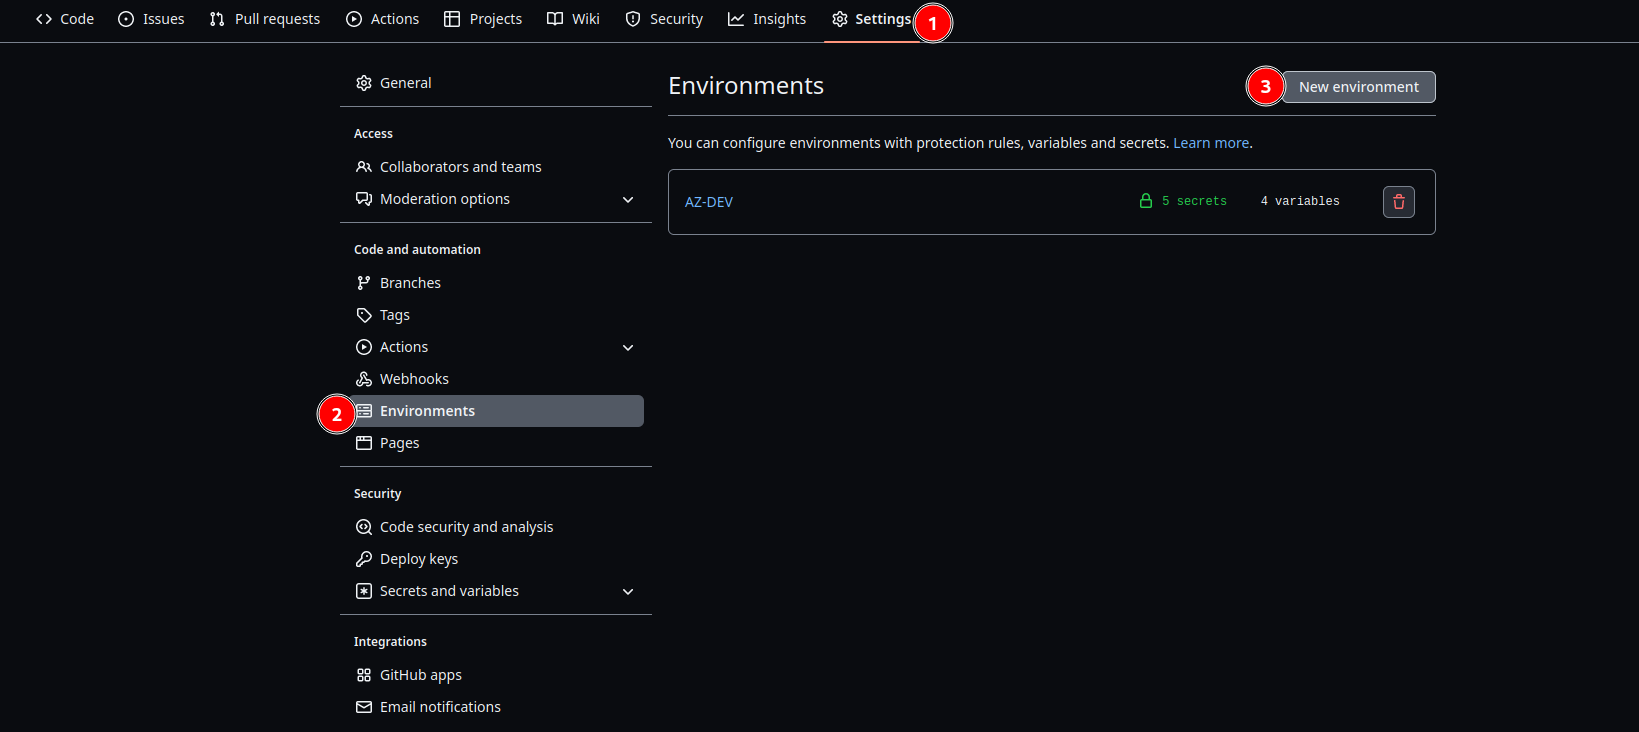 Code Issues Pull requests Actions Projects Wiki Security Insights Settings 1
General
Access
Collaborators and teams
Moderation options
Code and automation
Branches
Tags
Actions
Webhooks
2 Environments
Pages
Security
Code security and analysis
Deploy keys
Secrets and variables
Integrations
GitHub apps
Email notifications
Environments
3 New environment
You can configure environments with protection rules, variables and secrets. Learn more.
AZ-DEV 5 secrets 4 variables